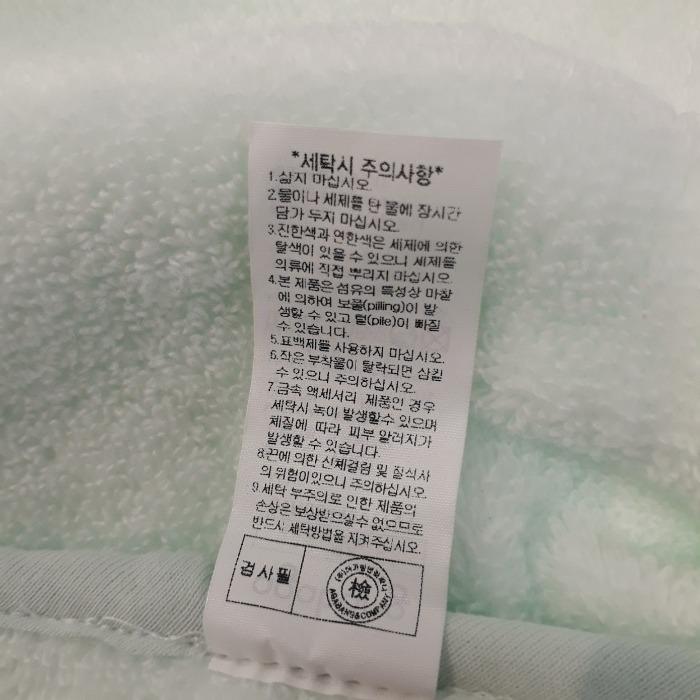 *세탁시 주의사항*
1.삶지 마십시오.
2.물이나 세제를 탄 물에 장시간
담가 두지 마십시오.
3.진한색과 연한색은 세제에 의한
탈색이 있을 수 있으니 세제를
의류에 직접 뿌리지 마십시오.
4.본 제품은 섬유의 특성상 마찰
에 의하여 보풀(pilling)이 발
생할 수 있고 털(pile)이 빠질
수 있습니다.
5.표백제를 사용하지 마십시오.
6.작은 부착물이 탈락되면 삼킬
수 있으니 주의하십시오.
7.금속 액세서리 제품인 경우
세탁시 녹이 발생할수 있으며
체질에 따라 피부 알러지가
발생할 수 있습니다.
8.끈에 의한 신체걸림 및 질식사
의 위험이있으니 주의하십시오.
9.세탁 부주의로 인한 제품의
손상은 보상받으실수 없으므로
반드시 세탁방법을 지켜주십시오.
검사필
檢
AGABANG&COMPANY